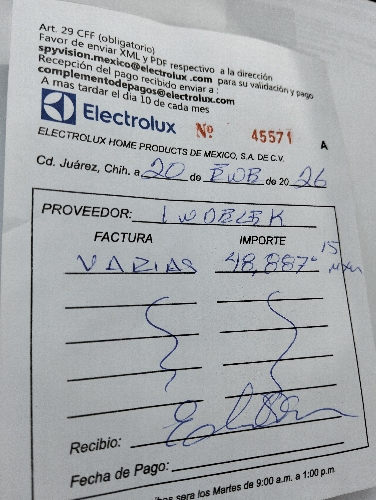 Art. 29 CFF (obligatorio)
Favor de enviar XML y PDF respectivo a la dirección
spyvision.mexico@electrolux.com para su validación y pago
Recepción del pago recibido enviar a :
complementodepagos@electrolux.com
A mas tardar el día 10 de cada mes
Electrolux Nº 45571 A
ELECTROLUX HOME PRODUCTS DE MEXICO, S.A. DE C.V.
Cd. Juárez, Chih. a 20 de de 20 26
PROVEEDOR:
FACTURA IMPORTE
VARIAS 48,887.15 mxn
Recibio:
Fecha de Pago:
sera los Martes de 9:00 a.m. a 1:00 p.m.